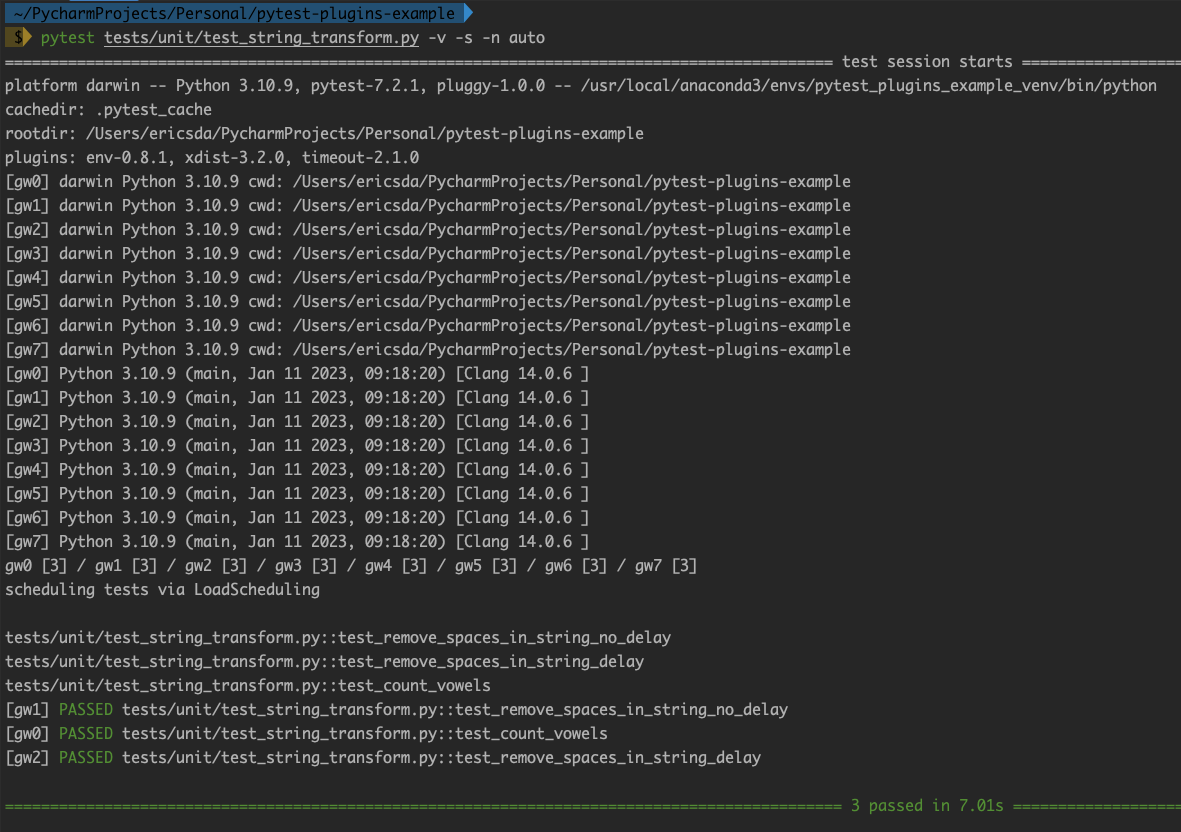 ~/PycharmProjects/Personal/pytest-plugins-example
$ pytest tests/unit/test_string_transform.py -v -s -n auto
============================================================================================ test session starts ==================
platform darwin -- Python 3.10.9, pytest-7.2.1, pluggy-1.0.0 -- /usr/local/anaconda3/envs/pytest_plugins_example_venv/bin/python
cachedir: .pytest_cache
rootdir: /Users/ericsda/PycharmProjects/Personal/pytest-plugins-example
plugins: env-0.8.1, xdist-3.2.0, timeout-2.1.0
[gw0] darwin Python 3.10.9 cwd: /Users/ericsda/PycharmProjects/Personal/pytest-plugins-example
[gw1] darwin Python 3.10.9 cwd: /Users/ericsda/PycharmProjects/Personal/pytest-plugins-example
[gw2] darwin Python 3.10.9 cwd: /Users/ericsda/PycharmProjects/Personal/pytest-plugins-example
[gw3] darwin Python 3.10.9 cwd: /Users/ericsda/PycharmProjects/Personal/pytest-plugins-example
[gw4] darwin Python 3.10.9 cwd: /Users/ericsda/PycharmProjects/Personal/pytest-plugins-example
[gw5] darwin Python 3.10.9 cwd: /Users/ericsda/PycharmProjects/Personal/pytest-plugins-example
[gw6] darwin Python 3.10.9 cwd: /Users/ericsda/PycharmProjects/Personal/pytest-plugins-example
[gw7] darwin Python 3.10.9 cwd: /Users/ericsda/PycharmProjects/Personal/pytest-plugins-example
[gw0] Python 3.10.9 (main, Jan 11 2023, 09:18:20) [Clang 14.0.6 ]
[gw1] Python 3.10.9 (main, Jan 11 2023, 09:18:20) [Clang 14.0.6 ]
[gw2] Python 3.10.9 (main, Jan 11 2023, 09:18:20) [Clang 14.0.6 ]
[gw3] Python 3.10.9 (main, Jan 11 2023, 09:18:20) [Clang 14.0.6 ]
[gw4] Python 3.10.9 (main, Jan 11 2023, 09:18:20) [Clang 14.0.6 ]
[gw5] Python 3.10.9 (main, Jan 11 2023, 09:18:20) [Clang 14.0.6 ]
[gw6] Python 3.10.9 (main, Jan 11 2023, 09:18:20) [Clang 14.0.6 ]
[gw7] Python 3.10.9 (main, Jan 11 2023, 09:18:20) [Clang 14.0.6 ]
gw0 [3] / gw1 [3] / gw2 [3] / gw3 [3] / gw4 [3] / gw5 [3] / gw6 [3] / gw7 [3]
scheduling tests via LoadScheduling
tests/unit/test_string_transform.py::test_remove_spaces_in_string_no_delay
tests/unit/test_string_transform.py::test_remove_spaces_in_string_delay
tests/unit/test_string_transform.py::test_count_vowels
[gw1] PASSED tests/unit/test_string_transform.py::test_remove_spaces_in_string_no_delay
[gw0] PASSED tests/unit/test_string_transform.py::test_count_vowels
[gw2] PASSED tests/unit/test_string_transform.py::test_remove_spaces_in_string_delay
============================================================================================= 3 passed in 7.01s ===================